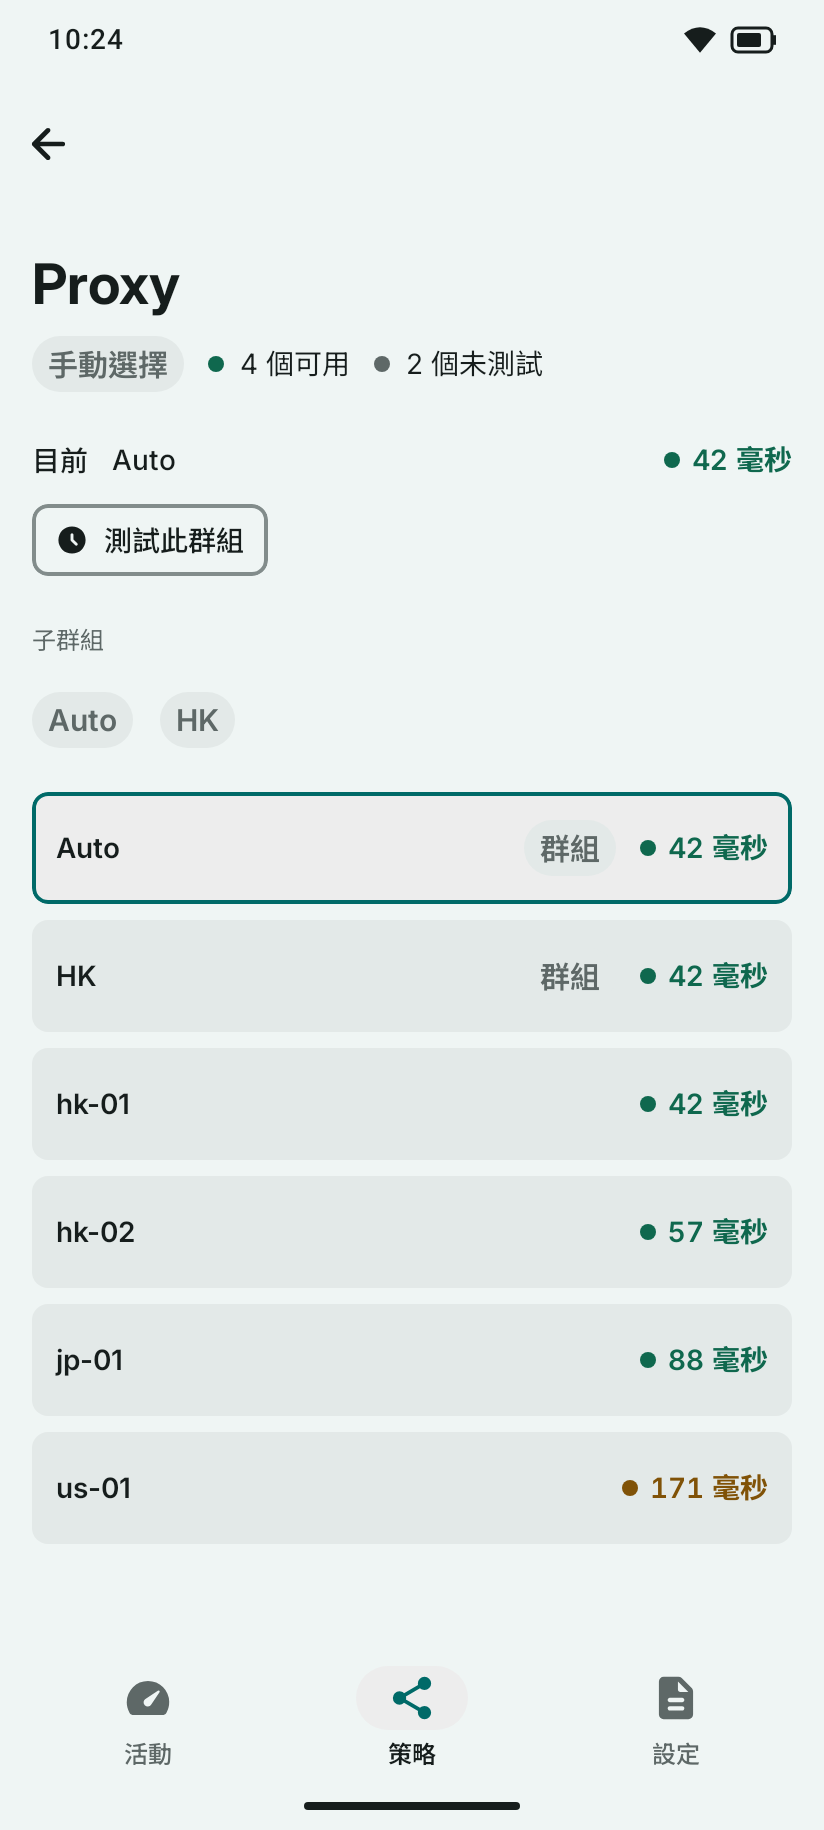 10:24
Proxy
手動選擇 4 個可用 2 個未測試
目前 Auto 42 毫秒
測試此群組
子群組
Auto HK
Auto 群組 42 毫秒
HK 群組 42 毫秒
hk-01 42 毫秒
hk-02 57 毫秒
jp-01 88 毫秒
us-01 171 毫秒
活動 策略 設定